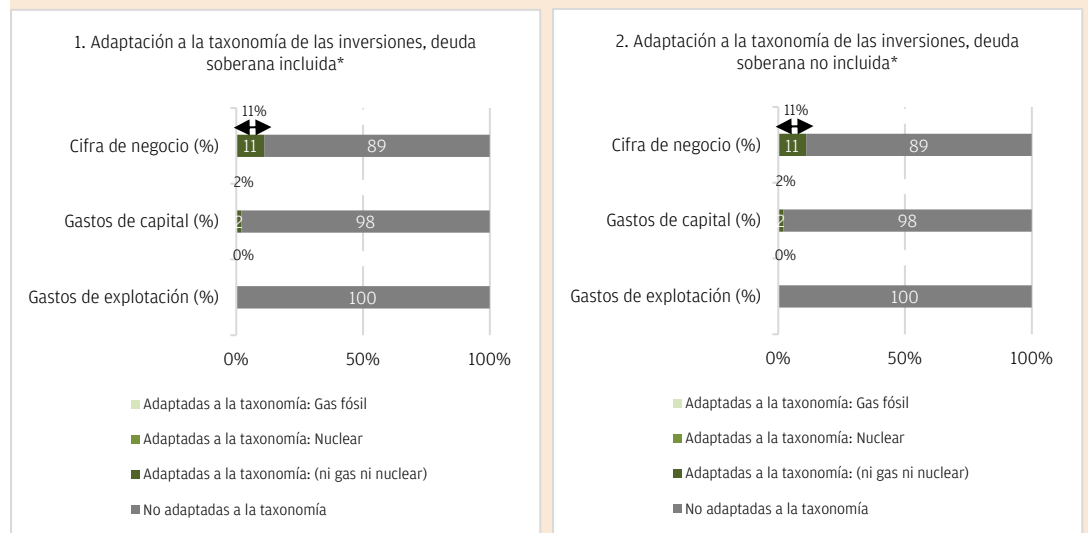 1. Adaptación a la taxonomía de las inversiones, deuda
soberana incluida*
11%
Cifra de negocio (%)
11 89
2%
Gastos de capital (%)
2 98
0%
Gastos de explotación (%)
100
0% 50% 100%
Adaptadas a la taxonomía: Gas fósil
Adaptadas a la taxonomía: Nuclear
Adaptadas a la taxonomía: (ni gas ni nuclear)
No adaptadas a la taxonomía
2. Adaptación a la taxonomía de las inversiones, deuda
soberana no incluida*
11%
Cifra de negocio (%)
11 89
2%
Gastos de capital (%)
2 98
0%
Gastos de explotación (%)
100
0% 50% 100%
Adaptadas a la taxonomía: Gas fósil
Adaptadas a la taxonomía: Nuclear
Adaptadas a la taxonomía: (ni gas ni nuclear)
No adaptadas a la taxonomía